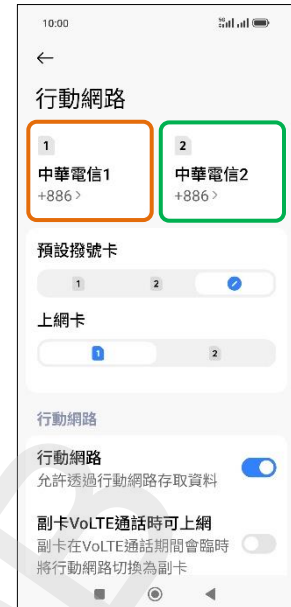 10:00
5G
行動網路
1
2
中華電信1
中華電信2
+886 >
+886 >
預設撥號卡
1
2
上網卡
1
2
行動網路
行動網路
允許透過行動網路存取資料
副卡VoLTE通話時可上網
副卡在VoLTE通話期間會臨時
將行動網路切換為副卡